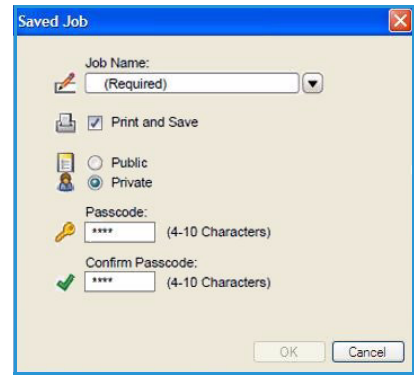 Saved Job
Job Name:
(Required)
Print and Save
Public
Private
Passcode:
**** (4-10 Characters)
Confirm Passcode:
**** (4-10 Characters)
OK Cancel